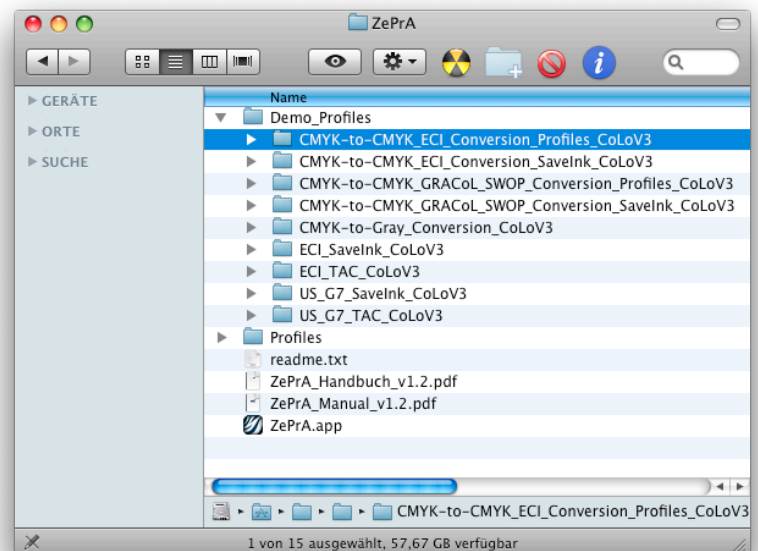 ZePrA
GERÄTE
ORTE
SUCHE
Name
Demo_Profiles
CMYK-to-CMYK_ECI_Conversion_Profiles_CoLoV3
CMYK-to-CMYK_ECI_Conversion_SaveInk_CoLoV3
CMYK-to-CMYK_GRACoL_SWOP_Conversion_Profiles_CoLoV3
CMYK-to-CMYK_GRACoL_SWOP_Conversion_SaveInk_CoLoV3
CMYK-to-Gray_Conversion_CoLoV3
ECI_SaveInk_CoLoV3
ECI_TAC_CoLoV3
US_G7_SaveInk_CoLoV3
US_G7_TAC_CoLoV3
Profiles
readme.txt
ZePrA_Handbuch_v1.2.pdf
ZePrA_Manual_v1.2.pdf
ZePrA.app
CMYK-to-CMYK_ECI_Conversion_Profiles_CoLoV3
1 von 15 ausgewählt, 57,67 GB verfügbar